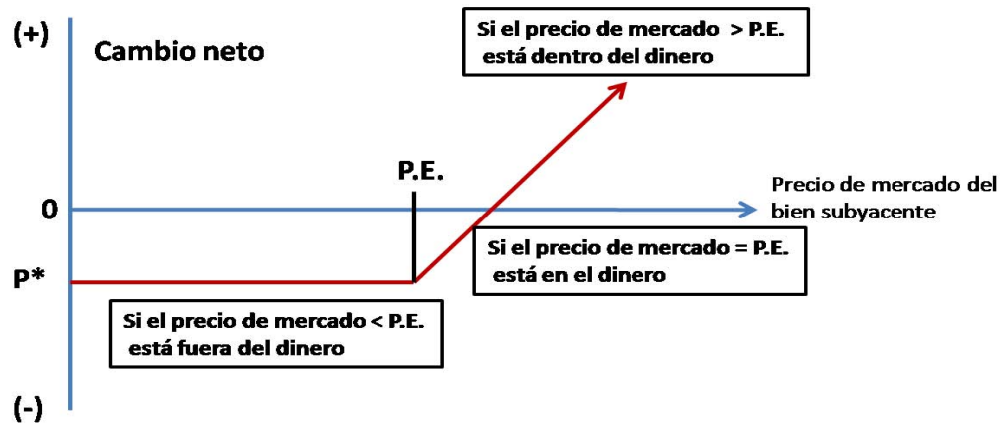 (+)
Cambio neto
Si el precio de mercado > P.E.
está dentro del dinero
P.E.
0
Precio de mercado del
bien subyacente
Si el precio de mercado = P.E.
está en el dinero
P*
Si el precio de mercado < P.E.
está fuera del dinero
(-)